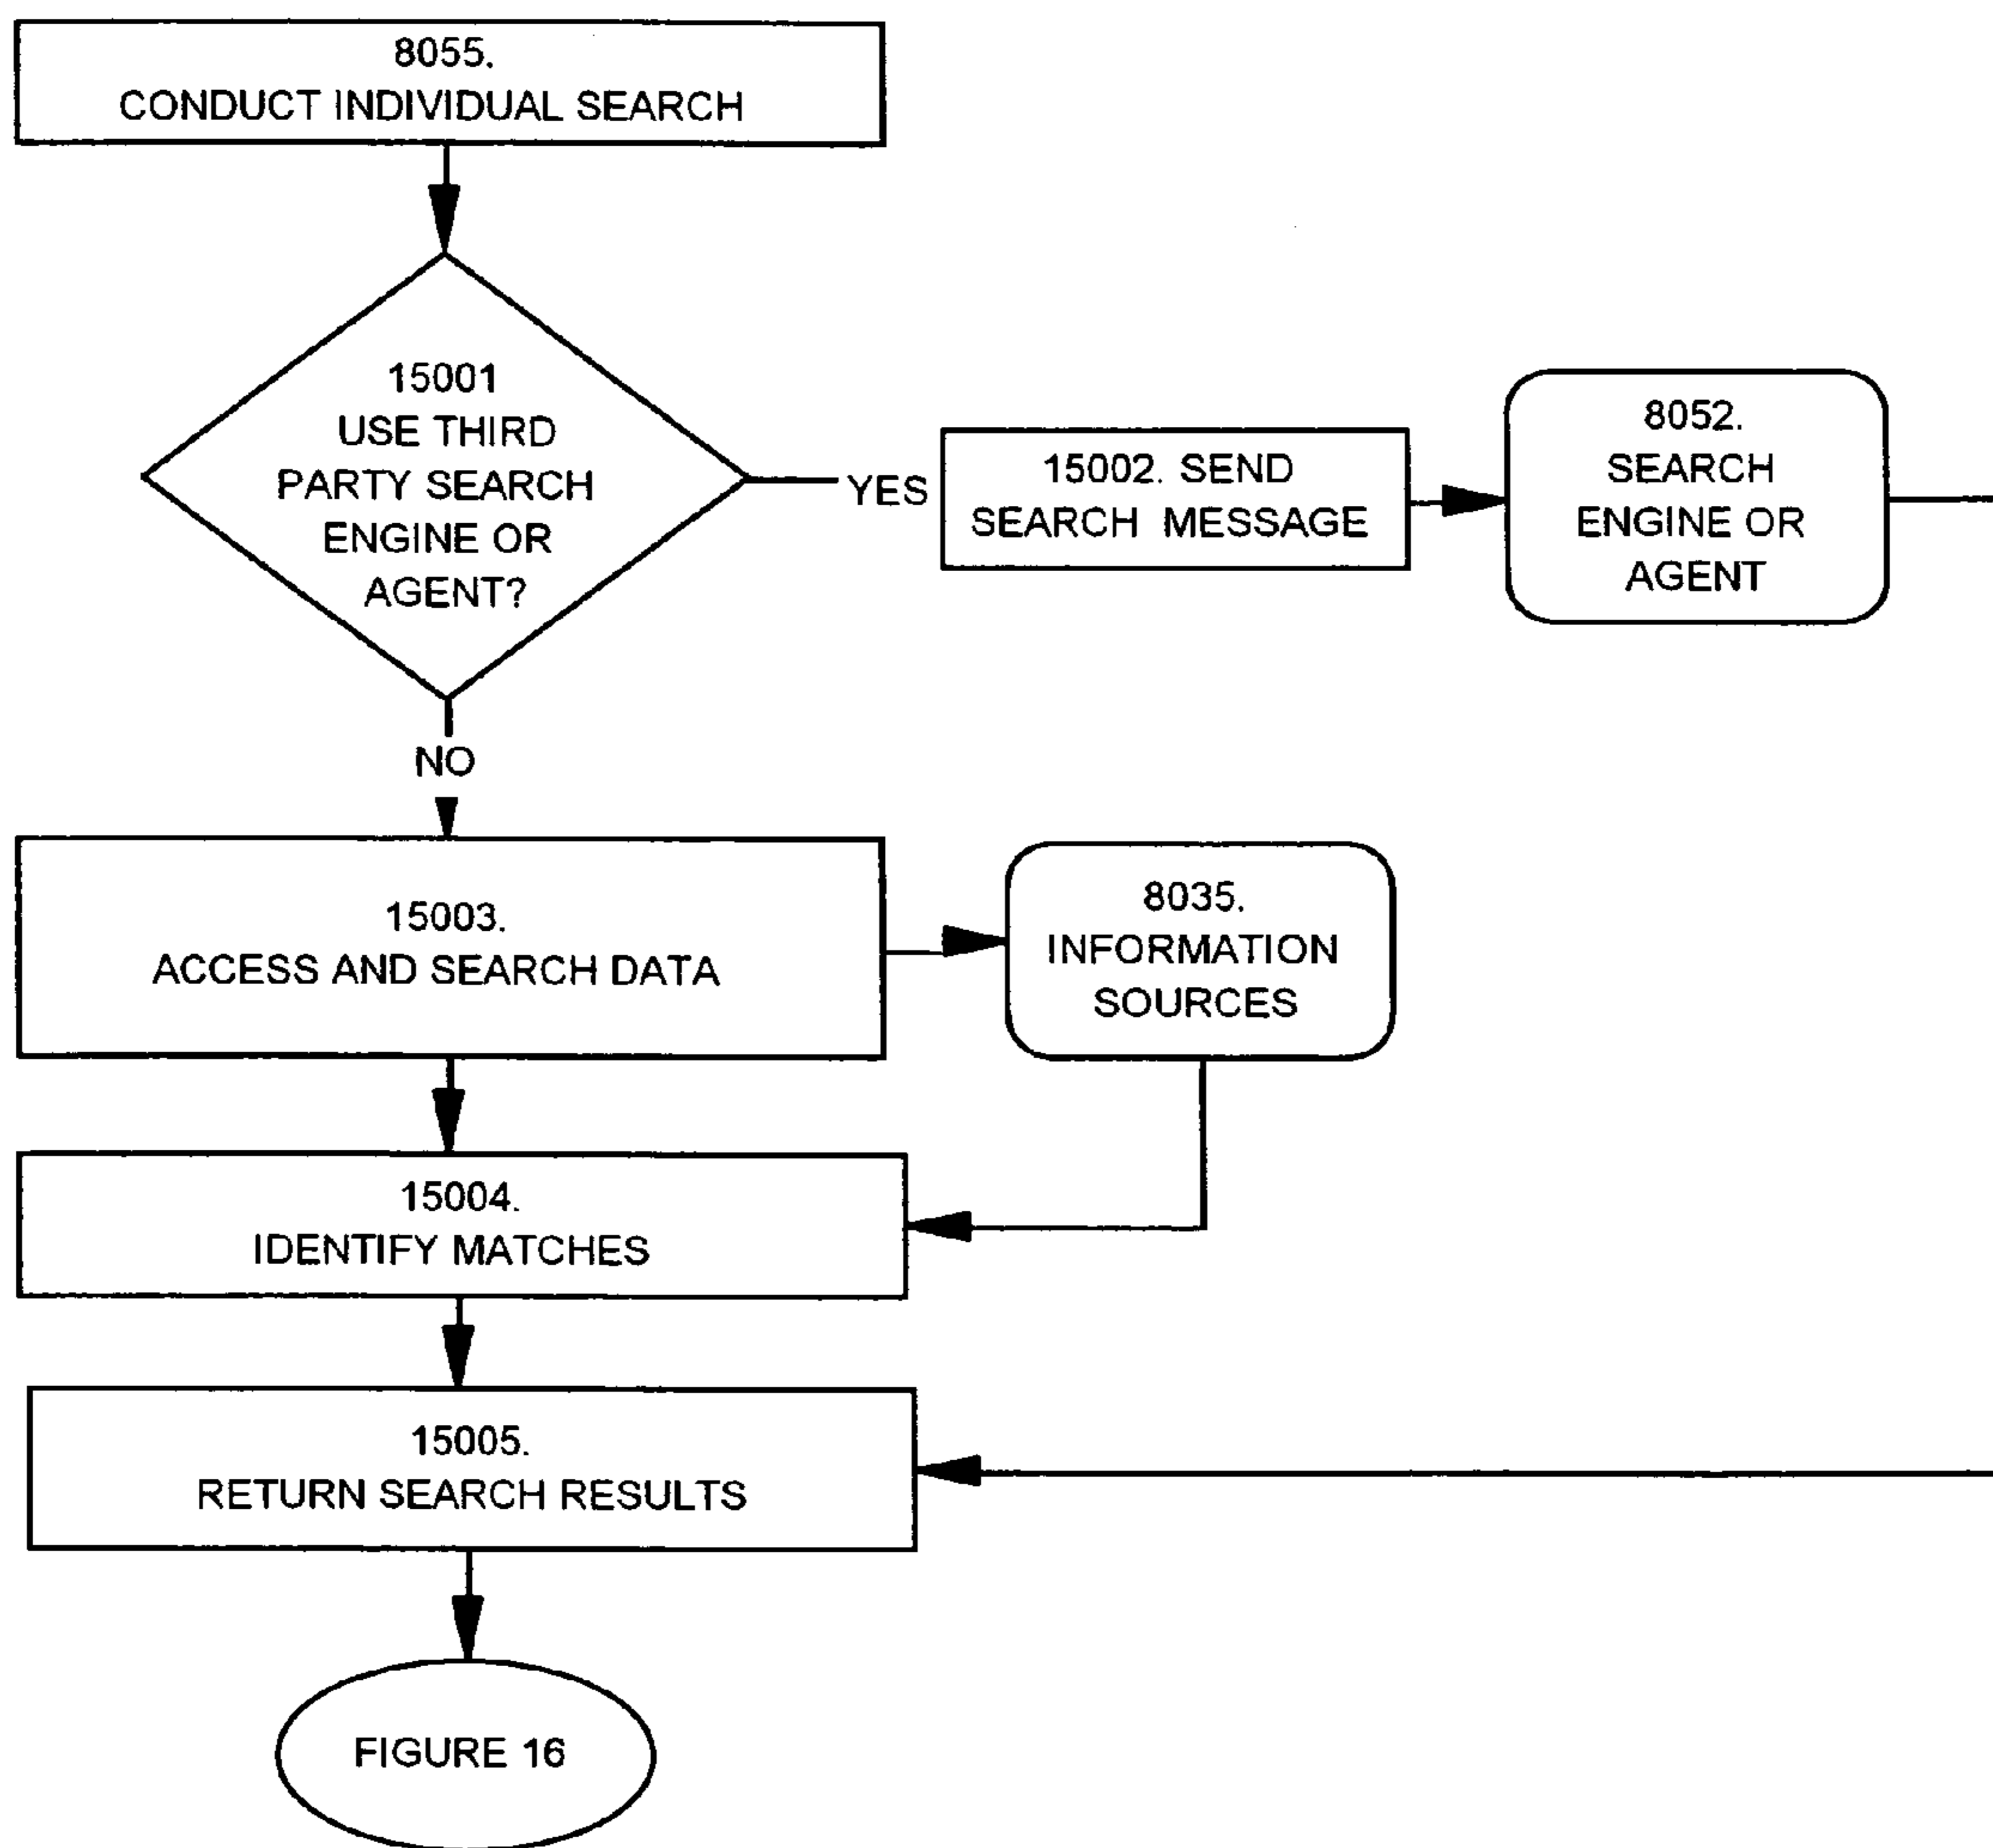 8055.
CONDUCT INDIVIDUAL SEARCH
15001
USE THIRD
PARTY SEARCH
ENGINE OR
AGENT?
YES
15002. SEND
SEARCH MESSAGE
8052.
SEARCH
ENGINE OR
AGENT
NO
15003.
ACCESS AND SEARCH DATA
8035.
INFORMATION
SOURCES
15004.
IDENTIFY MATCHES
15005.
RETURN SEARCH RESULTS
FIGURE 16